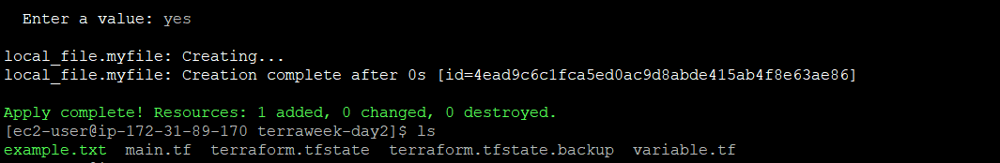 Enter a value: yes
local_file.myfile: Creating...
local_file.myfile: Creation complete after 0s [id=4ead9c6c1fca5ed0ac9d8abde415ab4f8e63ae86]
Apply complete! Resources: 1 added, 0 changed, 0 destroyed.
[ec2-user@ip-172-31-89-170 terraweek-day2]$ ls
example.txt  main.tf  terraform.tfstate  terraform.tfstate.backup  variable.tf